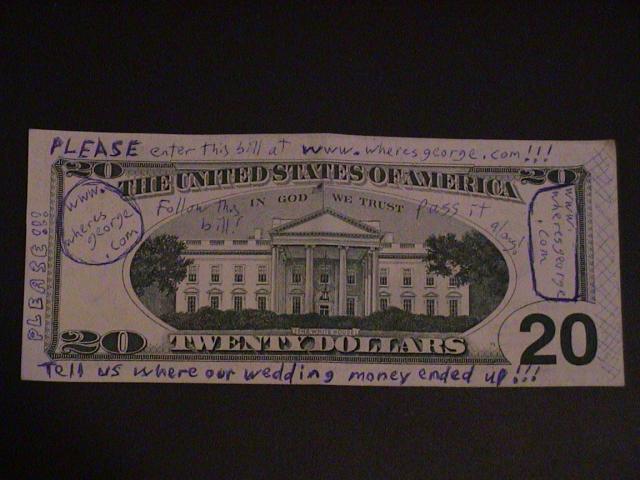 PLEASE enter this bill at www.wheresgeorge.com!!!
20 THE UNITED STATES OF AMERICA 20
www.
wheres
george
.com
Follow this
bill!
IN GOD WE TRUST
pass it
along!
www.
wheresgeorge
.com
PLEASE!!!
THE WHITE HOUSE
20 TWENTY DOLLARS 20
Tell us where our wedding money ended up!!!